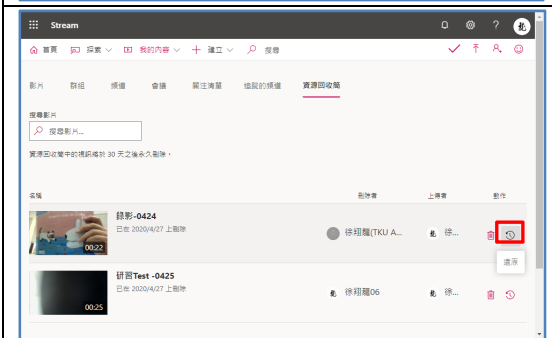 Stream
?
首頁 探索 我的內容 建立 搜尋
影片 群組 頻道 會議 關注清單 追蹤的頻道 資源回收筒
搜尋影片
搜尋影片...
資源回收筒中的視訊將於 30 天之後永久刪除。
名稱 刪除者 上傳者 動作
錄影-0424
已在 2020/4/27 上刪除
徐翔龍(TKU A... 徐...
00:22
還原
研習Test -0425
已在 2020/4/27 上刪除
徐翔龍06 徐...
00:25